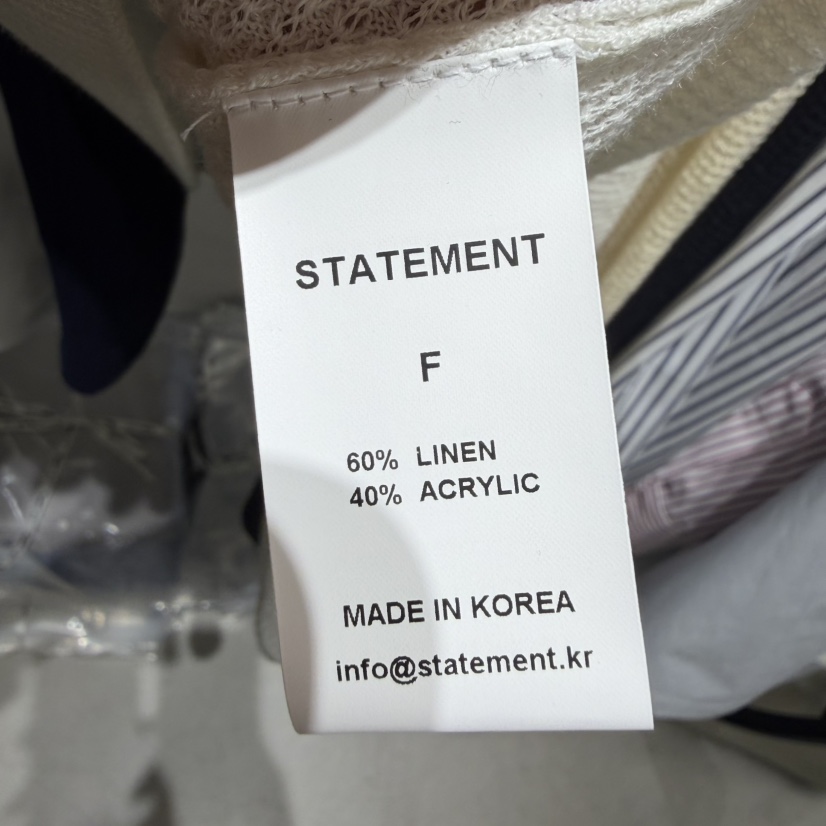 STATEMENT
F
60% LINEN
40% ACRYLIC
MADE IN KOREA
info@statement.kr